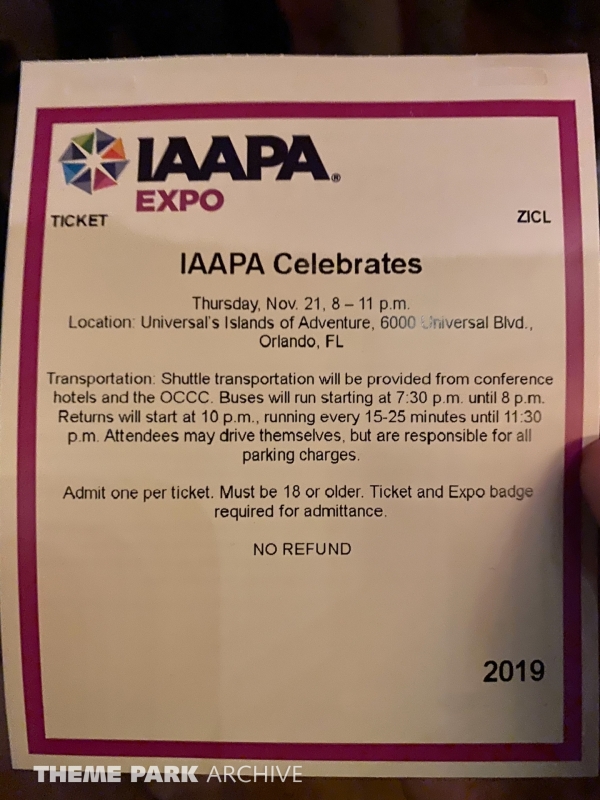 IAAPA®
EXPO
TICKET
ZICL
IAAPA Celebrates
Thursday, Nov. 21, 8 – 11 p.m.
Location: Universal's Islands of Adventure, 6000 Universal Blvd.,
Orlando, FL
Transportation: Shuttle transportation will be provided from conference
hotels and the OCCC. Buses will run starting at 7:30 p.m. until 8 p.m.
Returns will start at 10 p.m., running every 15-25 minutes until 11:30
p.m. Attendees may drive themselves, but are responsible for all
parking charges.
Admit one per ticket. Must be 18 or older. Ticket and Expo badge
required for admittance.
NO REFUND
2019
THEME PARK ARCHIVE